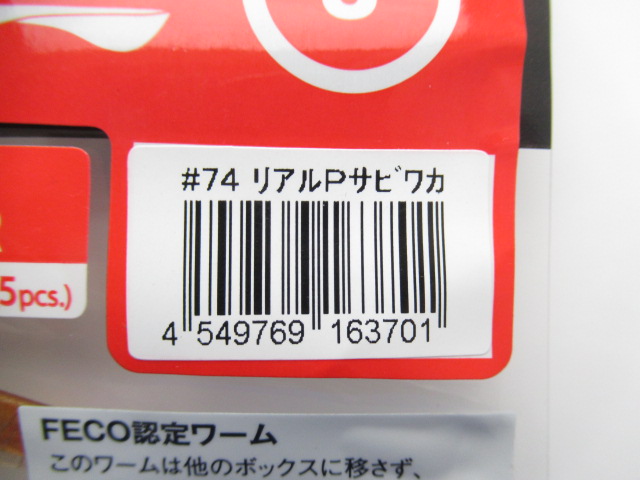 #74 ﾘｱﾙPｻﾋﾞﾜｶ
4 549769 163701
5pcs.)
FECO認定ワーム
このワームは他のボックスに移さず、